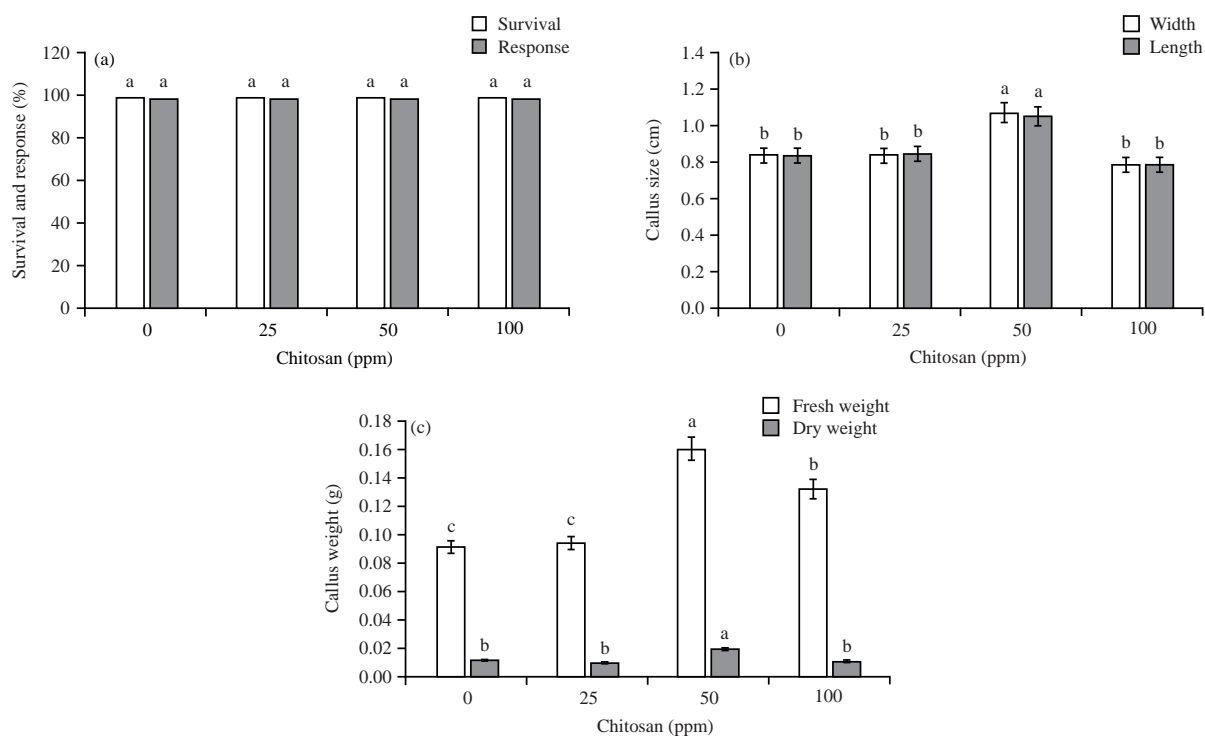 Survival
Response
(a)
Survival and response (%)
120
100
80
60
40
20
0
a a a a a a a a
0 25 50 100
Chitosan (ppm)
Width
Length
(b)
Callus size (cm)
1.4
1.2
1.0
0.8
0.6
0.4
0.2
0.0
b b b b a a b b
0 25 50 100
Chitosan (ppm)
Fresh weight
Dry weight
(c)
Callus weight (g)
0.18
0.16
0.14
0.12
0.10
0.08
0.06
0.04
0.02
0.00
c b c b a a b b
0 25 50 100
Chitosan (ppm)